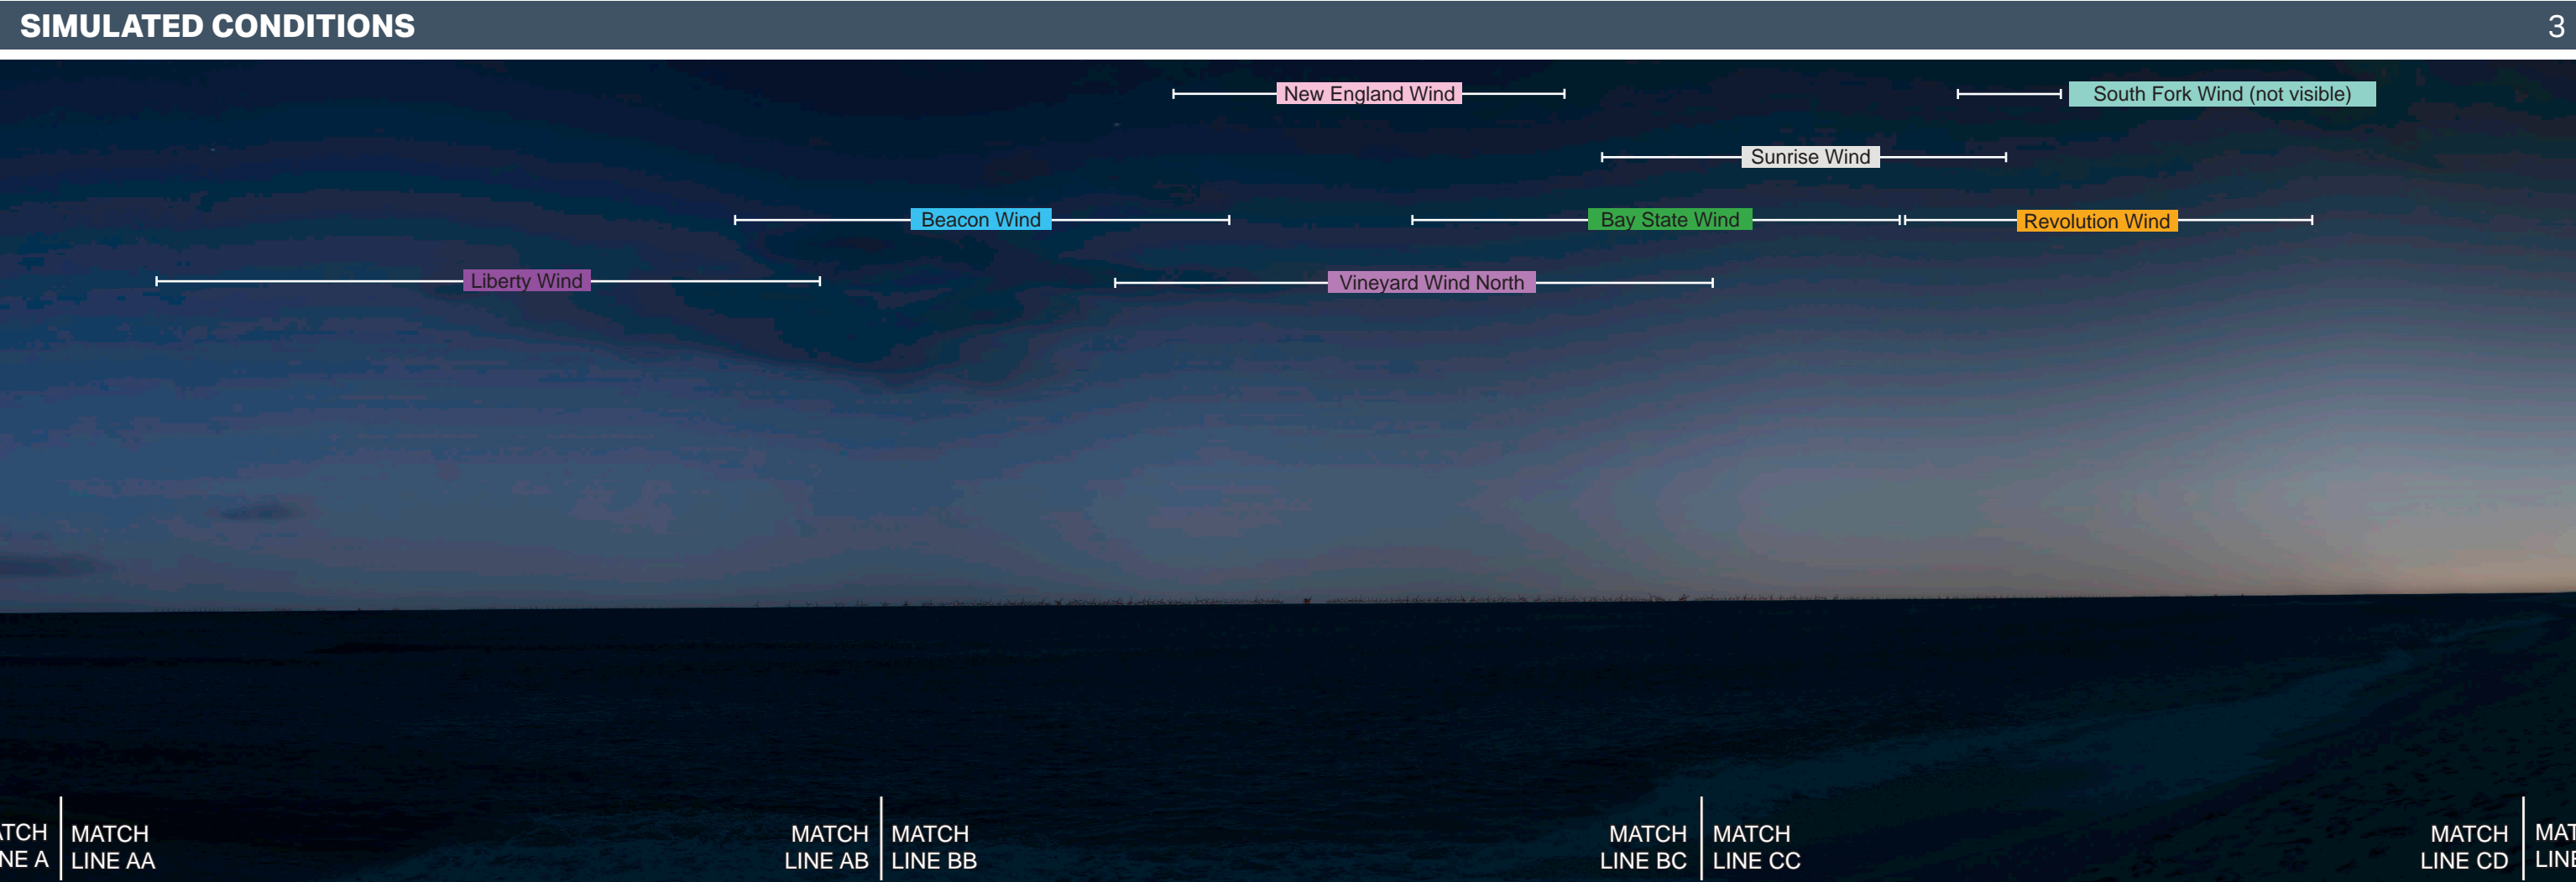 SIMULATED CONDITIONS 3
New England Wind South Fork Wind (not visible)
Sunrise Wind
Beacon Wind Bay State Wind Revolution Wind
Liberty Wind Vineyard Wind North
MATCH MATCH MATCH MATCH MATCH MATCH
LINE AA LINE AB LINE BB LINE BC LINE CC LINE CD